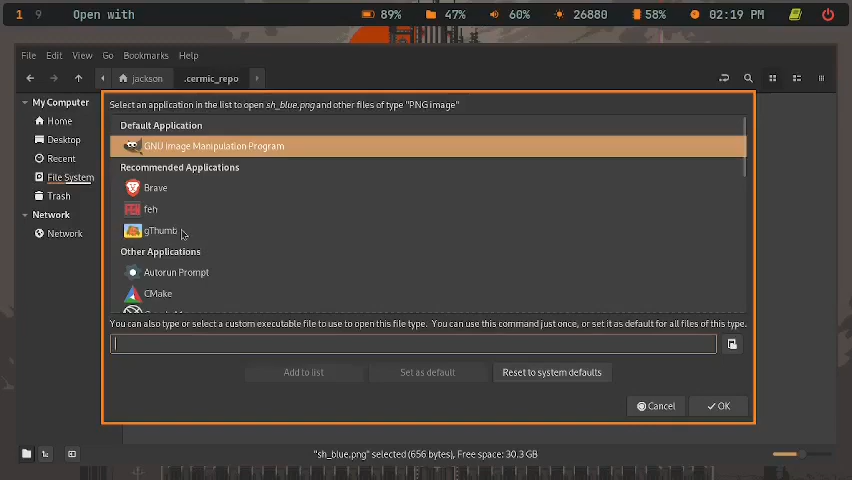 1 9 Open with 89% 47% 60% 26880 58% 02:19 PM
File Edit View Go Bookmarks Help
jackson .cermic_repo
My Computer
Home
Desktop
Recent
File System
Trash
Network
Network
Select an application in the list to open sh_blue.png and other files of type "PNG image"
Default Application
GNU Image Manipulation Program
Recommended Applications
Brave
feh
gThumb
Other Applications
Autorun Prompt
CMake
You can also type or select a custom executable file to use to open this file type. You can use this command just once, or set it as default for all files of this type.
Add to list Set as default Reset to system defaults
Cancel OK
"sh_blue.png" selected (656 bytes), Free space: 30.3 GB